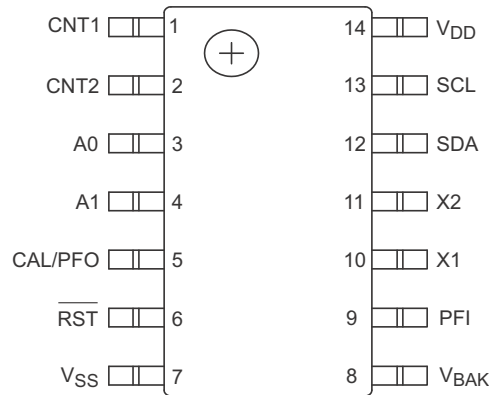 CNT1 1 14 VDD
CNT2 2 13 SCL
A0 3 12 SDA
A1 4 11 X2
CAL/PFO 5 10 X1
RST 6 9 PFI
VSS 7 8 VBAK